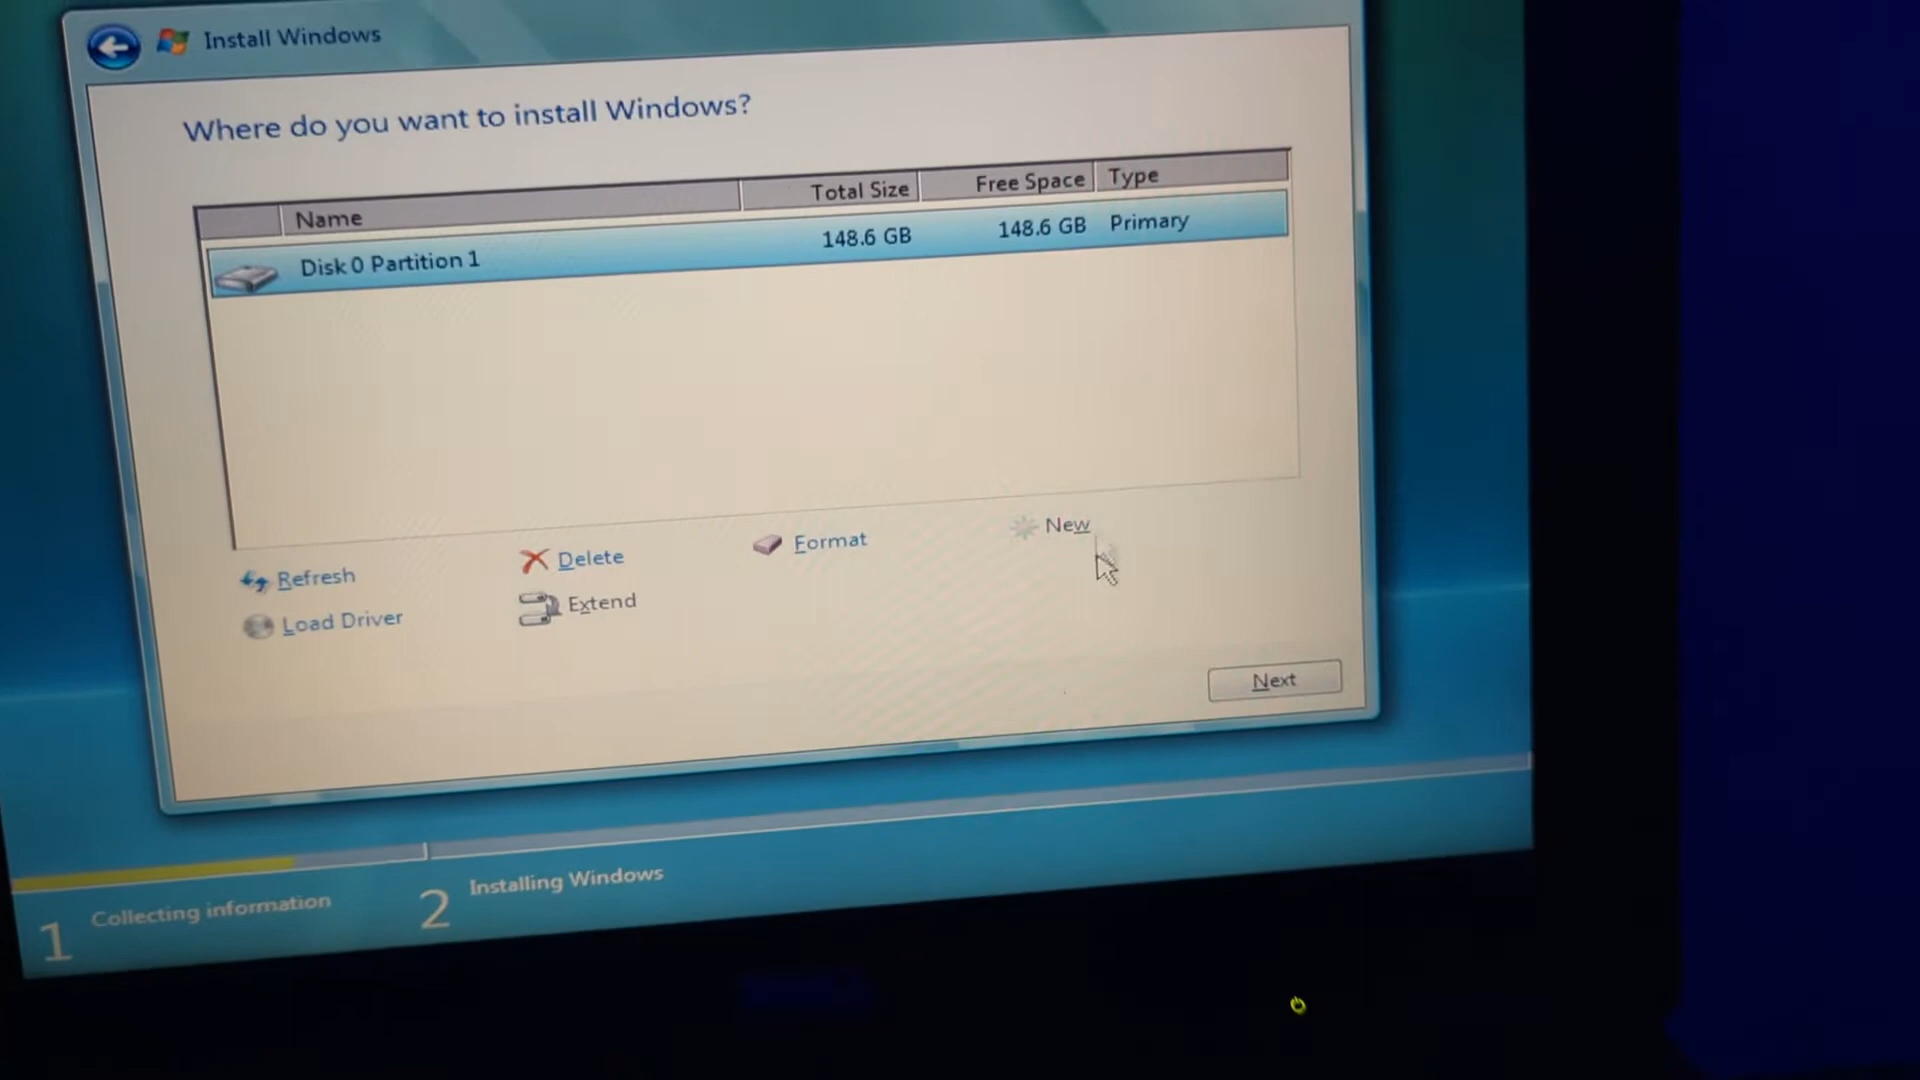 Install Windows
Where do you want to install Windows?
Name Total Size Free Space Type
Disk 0 Partition 1 148.6 GB 148.6 GB Primary
Refresh Delete Format New
Load Driver Extend
Next
1 Collecting information 2 Installing Windows